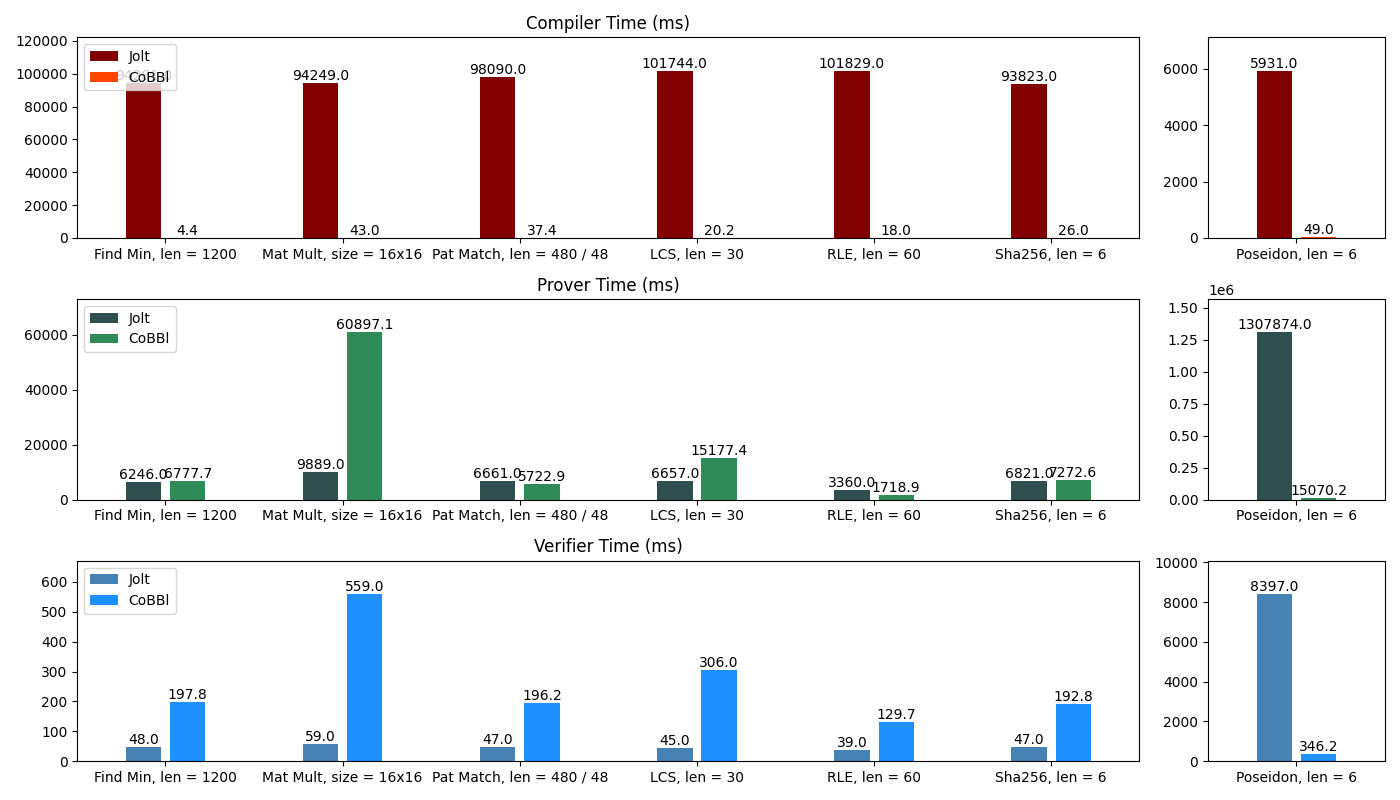 Compiler Time (ms)
120000
100000
80000
60000
40000
20000
0
Jolt
CoBBl
4.4
94249.0
43.0
98090.0
37.4
101744.0
20.2
101829.0
18.0
93823.0
26.0
Find Min, len = 1200
Mat Mult, size = 16x16
Pat Match, len = 480 / 48
LCS, len = 30
RLE, len = 60
Sha256, len = 6
6000
4000
2000
0
5931.0
49.0
Poseidon, len = 6
Prover Time (ms)
60000
40000
20000
0
Jolt
CoBBl
6246.0
6777.7
9889.0
60897.1
6661.0
5722.9
6657.0
15177.4
3360.0
1718.9
6821.0
7272.6
Find Min, len = 1200
Mat Mult, size = 16x16
Pat Match, len = 480 / 48
LCS, len = 30
RLE, len = 60
Sha256, len = 6
1e6
1.50
1.25
1.00
0.75
0.50
0.25
0.00
1307874.0
15070.2
Poseidon, len = 6
Verifier Time (ms)
600
500
400
300
200
100
0
Jolt
CoBBl
48.0
197.8
59.0
559.0
47.0
196.2
45.0
306.0
39.0
129.7
47.0
192.8
Find Min, len = 1200
Mat Mult, size = 16x16
Pat Match, len = 480 / 48
LCS, len = 30
RLE, len = 60
Sha256, len = 6
10000
8000
6000
4000
2000
0
8397.0
346.2
Poseidon, len = 6